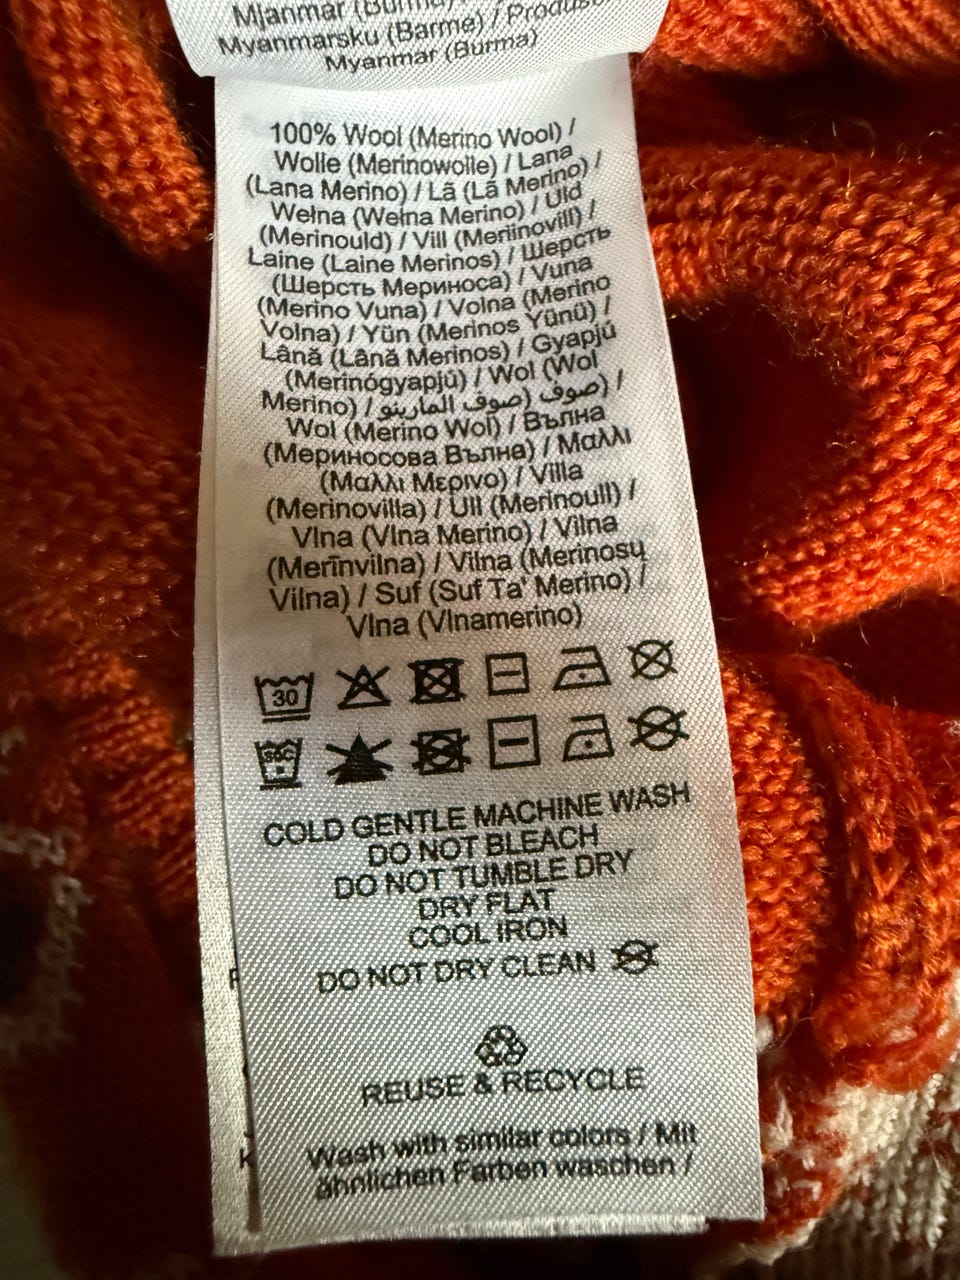 Mjanmar (Burma)
Myanmarsku (Barme) / Produs
Myanmar (Burma)
100% Wool (Merino Wool) /
Wolle (Merinowolle) / Lana
(Lana Merino) / Lã (Lã Merino) /
Wełna (Wełna Merino) / Uld
(Merinould) / Vill (Meriinovill) /
Laine (Laine Merinos) / Шерсть
(Шерсть Мериноса) / Vuna
(Merino Vuna) / Volna (Merino
Volna) / Yün (Merinos Yünü) /
Lână (Lână Merinos) / Gyapjú
(Merinógyapjú) / Wol (Wol
Merino) / صوف (صوف المارينو) /
Wol (Merino Wol) / Вълна
(Мериносова Вълна) / Μαλλι
(Μαλλι Μερινο) / Villa
(Merinovilla) / Ull (Merinoull) /
Vlna (Vlna Merino) / Vilna
(Merīnvilna) / Vilna (Merinosų
Vilna) / Suf (Suf Ta' Merino) /
Vlna (Vlnamerino)
30
COLD GENTLE MACHINE WASH
DO NOT BLEACH
DO NOT TUMBLE DRY
DRY FLAT
COOL IRON
DO NOT DRY CLEAN
REUSE & RECYCLE
Wash with similar colors / Mit
ähnlichen Farben waschen /